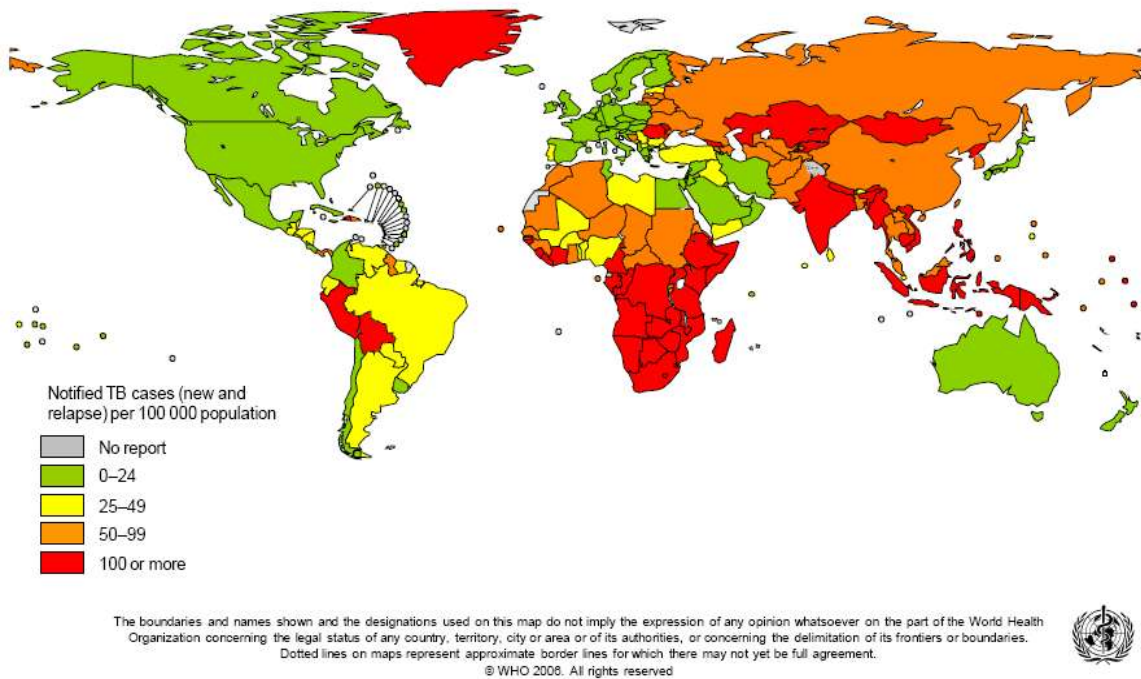 Notified TB cases (new and
relapse) per 100 000 population
No report
0–24
25–49
50–99
100 or more
The boundaries and names shown and the designations used on this map do not imply the expression of any opinion whatsoever on the part of the World Health
Organization concerning the legal status of any country, territory, city or area or of its authorities, or concerning the delimitation of its frontiers or boundaries.
Dotted lines on maps represent approximate border lines for which there may not yet be full agreement.
© WHO 2006. All rights reserved